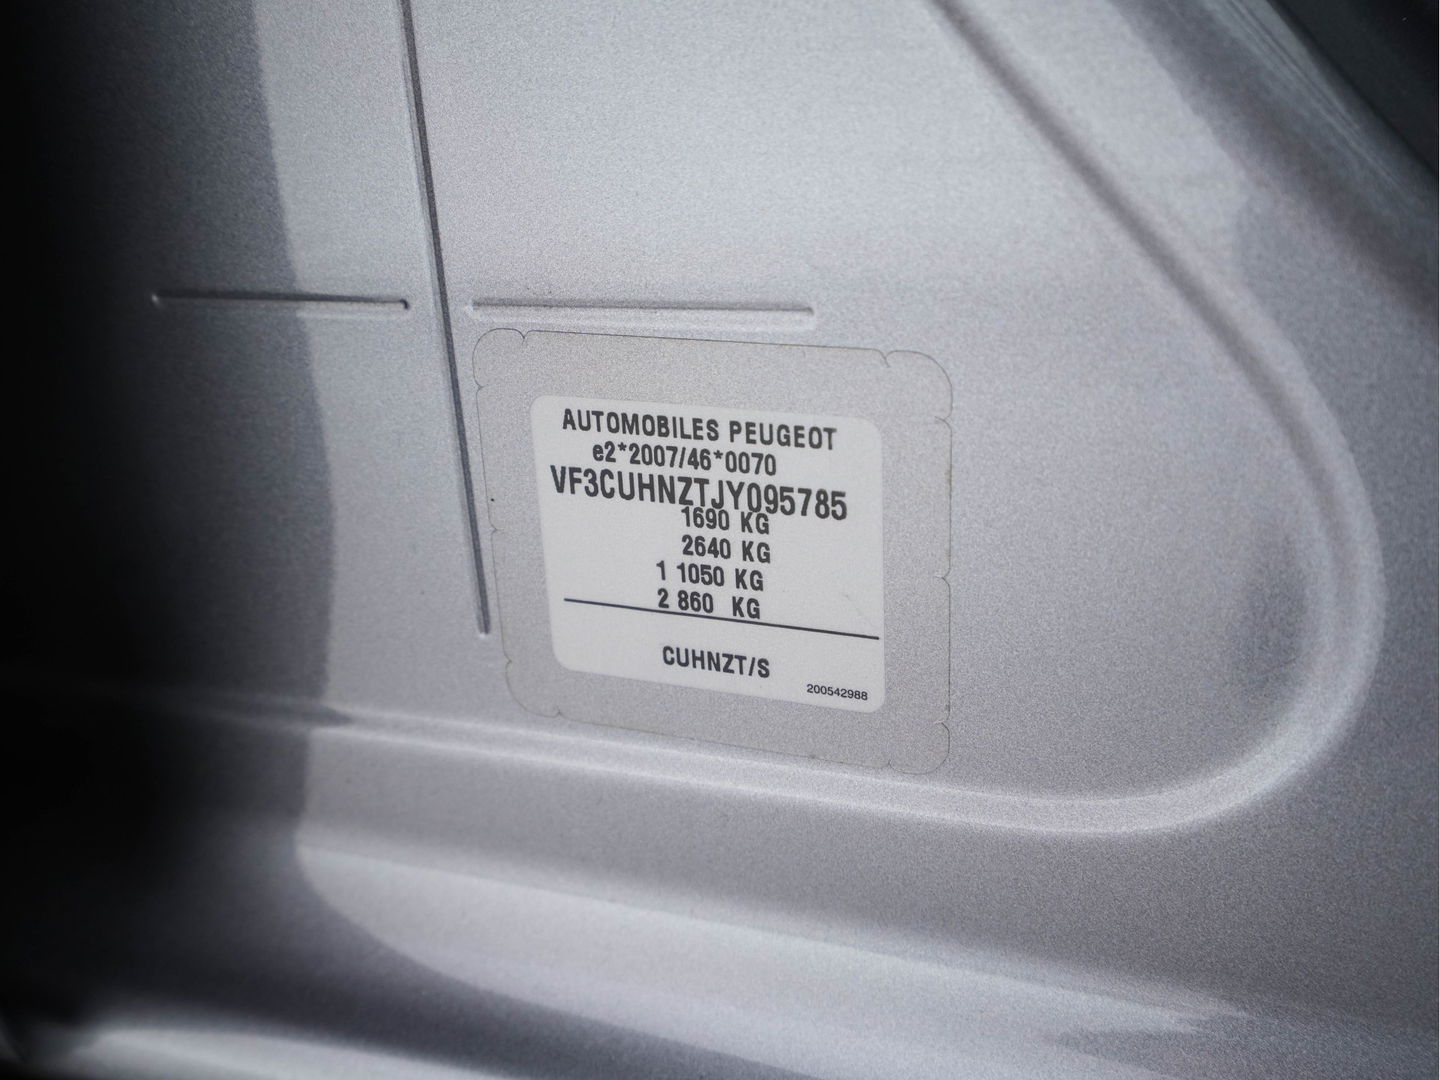 AUTOMOBILES PEUGEOT
e2*2007/46*0070
VF3CUHNZTJY095785
1690 KG
2640 KG
1 1050 KG
2 860 KG
CUHNZT/S
200542988